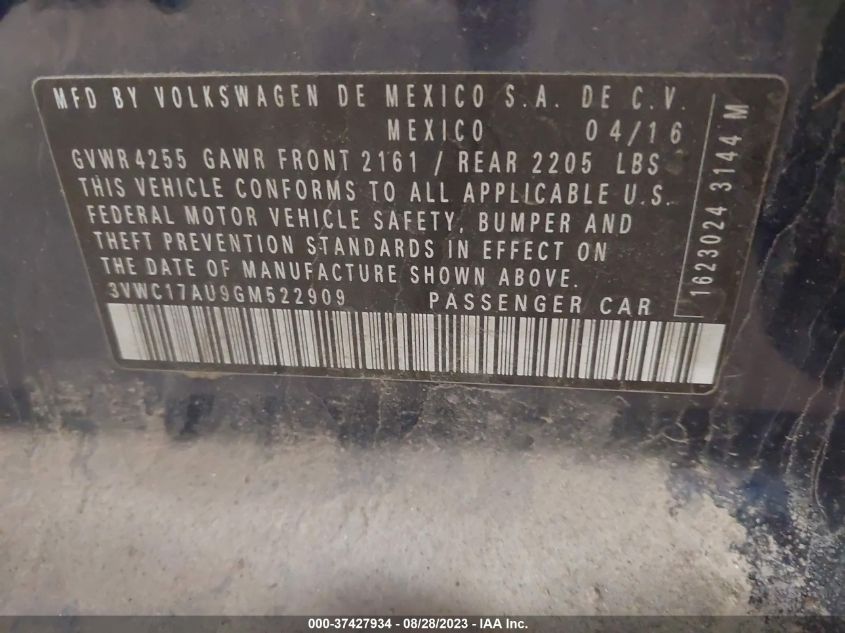 MFD BY VOLKSWAGEN DE MEXICO S.A. DE C.V.
MEXICO 04/16
GVWR 4255 GAWR FRONT 2161 / REAR 2205 LBS
THIS VEHICLE CONFORMS TO ALL APPLICABLE U.S.
FEDERAL MOTOR VEHICLE SAFETY, BUMPER AND
THEFT PREVENTION STANDARDS IN EFFECT ON
THE DATE OF MANUFACTURE SHOWN ABOVE.
3VWC17AU9GM522909 PASSENGER CAR
1623024 3144 M
000-37427934 - 08/28/2023 - IAA Inc.